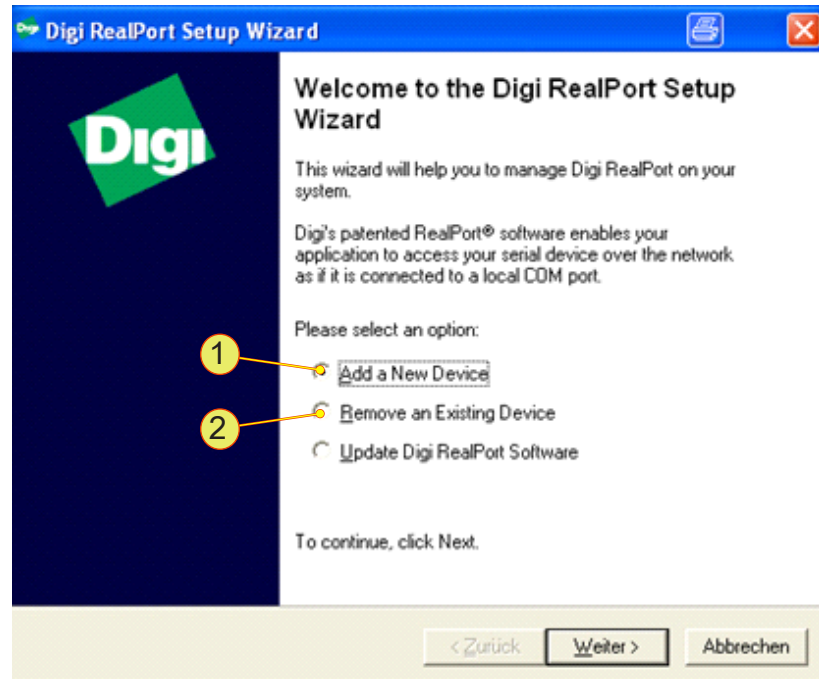 Digi RealPort Setup Wizard
Digi
Welcome to the Digi RealPort Setup
Wizard
This wizard will help you to manage Digi RealPort on your
system.
Digi's patented RealPort® software enables your
application to access your serial device over the network
as if it is connected to a local COM port.
Please select an option:
1
Add a New Device
2
Remove an Existing Device
Update Digi RealPort Software
To continue, click Next.
< Zurück
Weiter >
Abbrechen